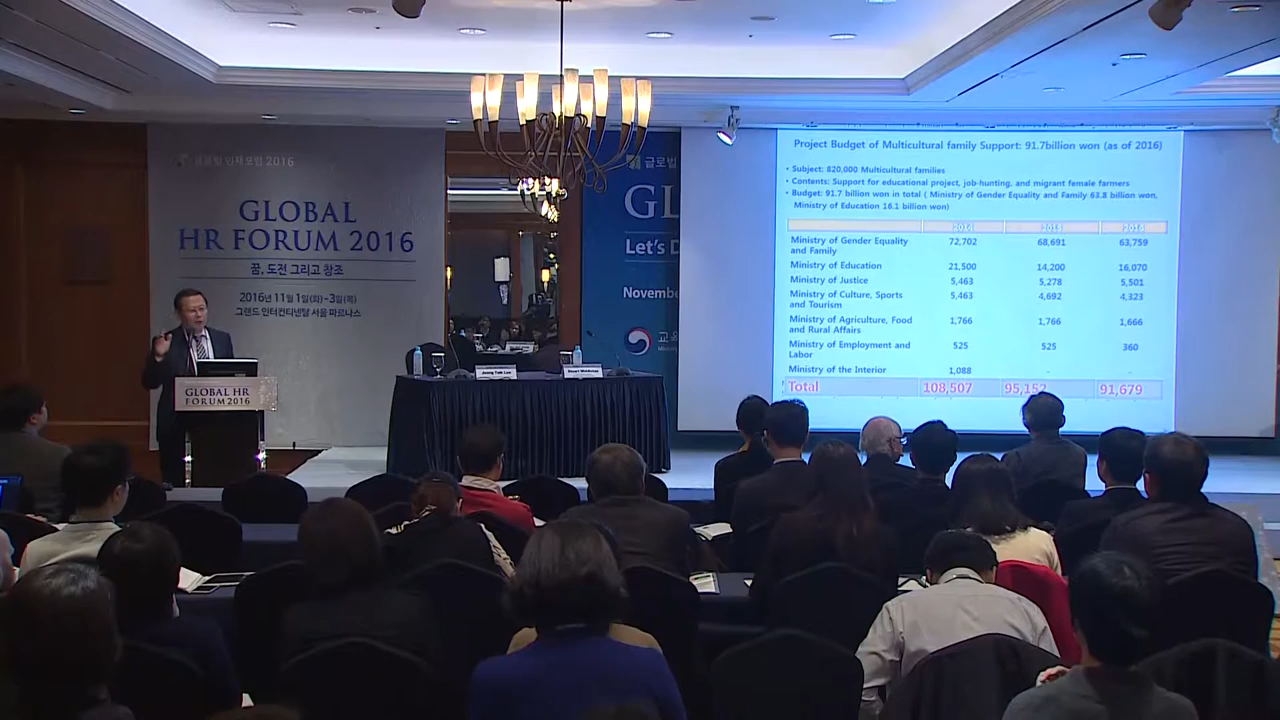 글로벌 인재포럼 2016
GLOBAL
HR FORUM 2016
꿈, 도전 그리고 창조
2016년 11월 1일(화)-3일(목)
그랜드 인터컨티넨탈 서울 파르나스
GLOBAL HR
FORUM2016
글로벌
GL
Let's D
Novembe
교육
Project Budget of Multicultural family Support: 91.7billion won (as of 2016)
• Subject: 820,000 Multicultural families
• Contents: Support for educational project, job-hunting, and migrant female farmers
• Budget: 91.7 billion won in total ( Ministry of Gender Equality and Family 63.8 billion won,
Ministry of Education 16.1 billion won)
2014 2015 2016
Ministry of Gender Equality and Family 72,702 68,691 63,759
Ministry of Education 21,500 14,200 16,070
Ministry of Justice 5,463 5,278 5,501
Ministry of Culture, Sports and Tourism 5,463 4,692 4,323
Ministry of Agriculture, Food and Rural Affairs 1,766 1,766 1,666
Ministry of Employment and Labor 525 525 360
Ministry of the Interior 1,088 - -
Total 108,507 95,152 91,679